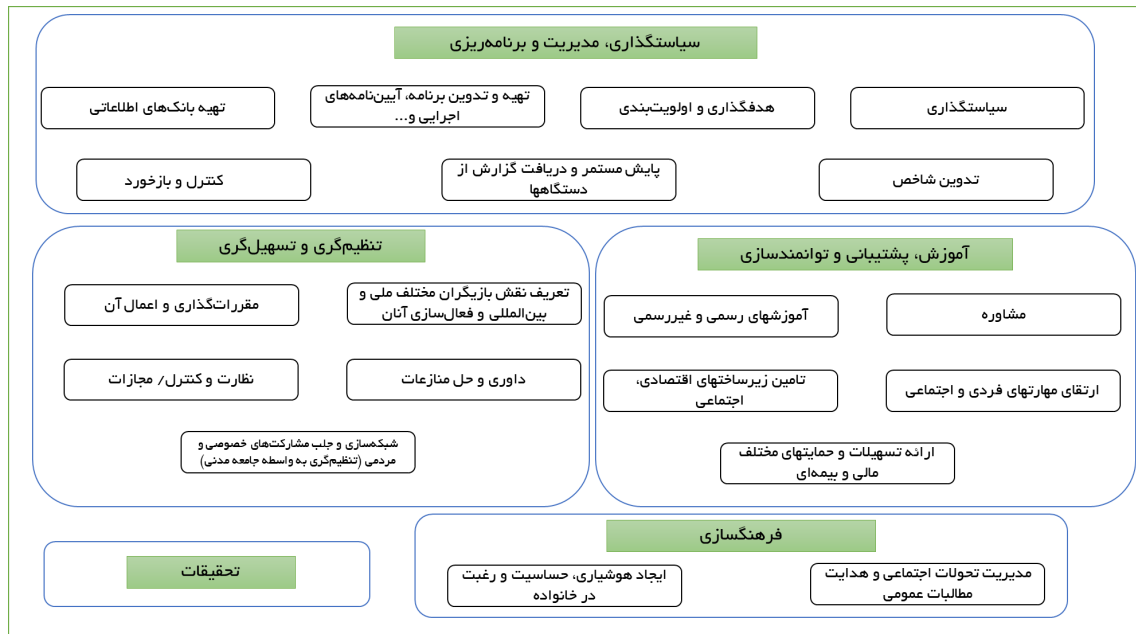 سیاستگذاری، مدیریت و برنامه‌ریزی
سیاستگذاری
هدفگذاری و اولویت‌بندی
تهیه و تدوین برنامه، آیین‌نامه‌های
اجرایی و...
تهیه بانک‌های اطلاعاتی
تدوین شاخص
پایش مستمر و دریافت گزارش از
دستگاهها
کنترل و بازخورد
آموزش، پشتیبانی و توانمندسازی
مشاوره
آموزشهای رسمی و غیررسمی
ارتقای مهارتهای فردی و اجتماعی
تامین زیرساختهای اقتصادی،
اجتماعی
ارائه تسهیلات و حمایتهای مختلف
مالی و بیمه‌ای
تنظیم‌گری و تسهیل‌گری
تعریف نقش بازیگران مختلف ملی و
بین‌المللی و فعال‌سازی آنان
مقررات‌گذاری و اعمال آن
داوری و حل منازعات
نظارت و کنترل/ مجازات
شبکه‌سازی و جلب مشارکت‌های خصوصی و
مردمی (تنظیم‌گری به واسطه جامعه مدنی)
فرهنگسازی
مدیریت تحولات اجتماعی و هدایت
مطالبات عمومی
ایجاد هوشیاری، حساسیت و رغبت
در خانواده
تحقیقات